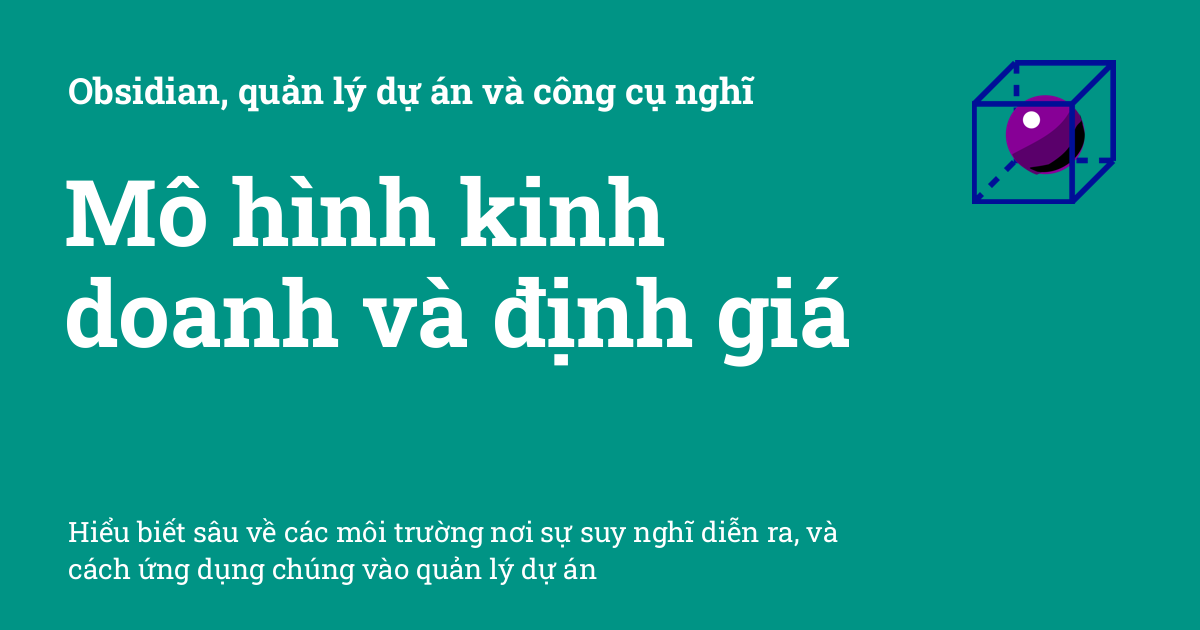 Obsidian, quản lý dự án và công cụ nghĩ
Mô hình kinh
doanh và định giá
Hiểu biết sâu về các môi trường nơi sự suy nghĩ diễn ra, và
cách ứng dụng chúng vào quản lý dự án